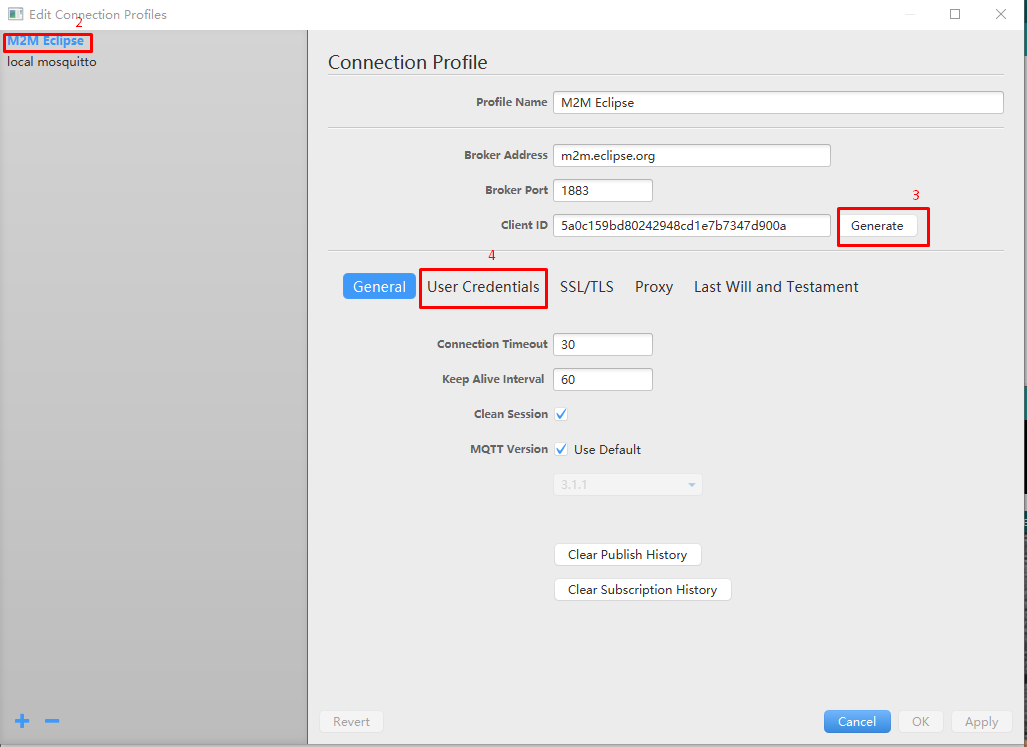 Edit Connection Profiles
2
M2M Eclipse
local mosquitto
Connection Profile
Profile Name M2M Eclipse
Broker Address m2m.eclipse.org
Broker Port 1883
3
Client ID 5a0c159bd80242948cd1e7b7347d900a Generate
4
General User Credentials SSL/TLS Proxy Last Will and Testament
Connection Timeout 30
Keep Alive Interval 60
Clean Session
MQTT Version Use Default
3.1.1
Clear Publish History
Clear Subscription History
Revert Cancel OK Apply